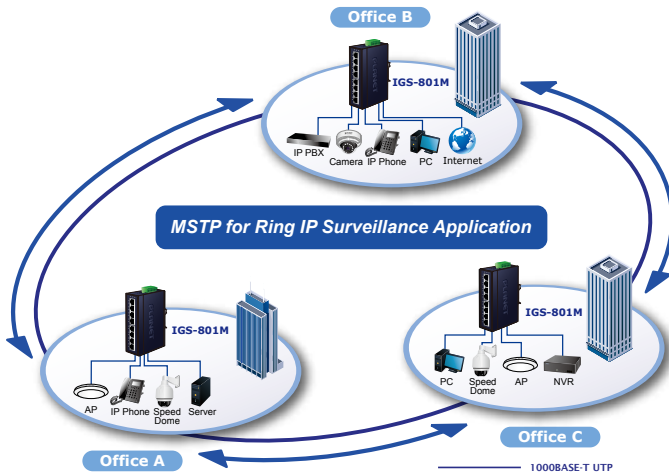 Office B
IGS-801M
IP PBX
Camera
IP Phone
PC
Internet
MSTP for Ring IP Surveillance Application
IGS-801M
AP
IP Phone
Speed
Dome
Server
Office A
IGS-801M
PC
Speed
Dome
AP
NVR
Office C
1000BASE-T UTP